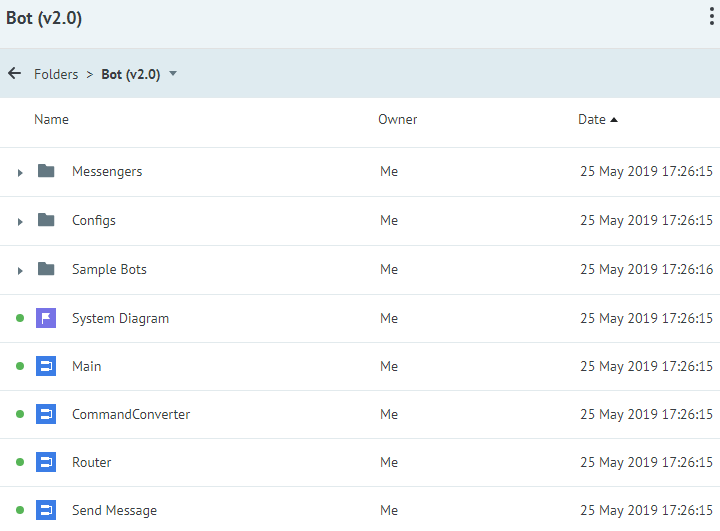 Bot (v2.0)
Folders > Bot (v2.0)
Name Owner Date
Messengers Me 25 May 2019 17:26:15
Configs Me 25 May 2019 17:26:15
Sample Bots Me 25 May 2019 17:26:16
System Diagram Me 25 May 2019 17:26:15
Main Me 25 May 2019 17:26:15
CommandConverter Me 25 May 2019 17:26:15
Router Me 25 May 2019 17:26:15
Send Message Me 25 May 2019 17:26:15